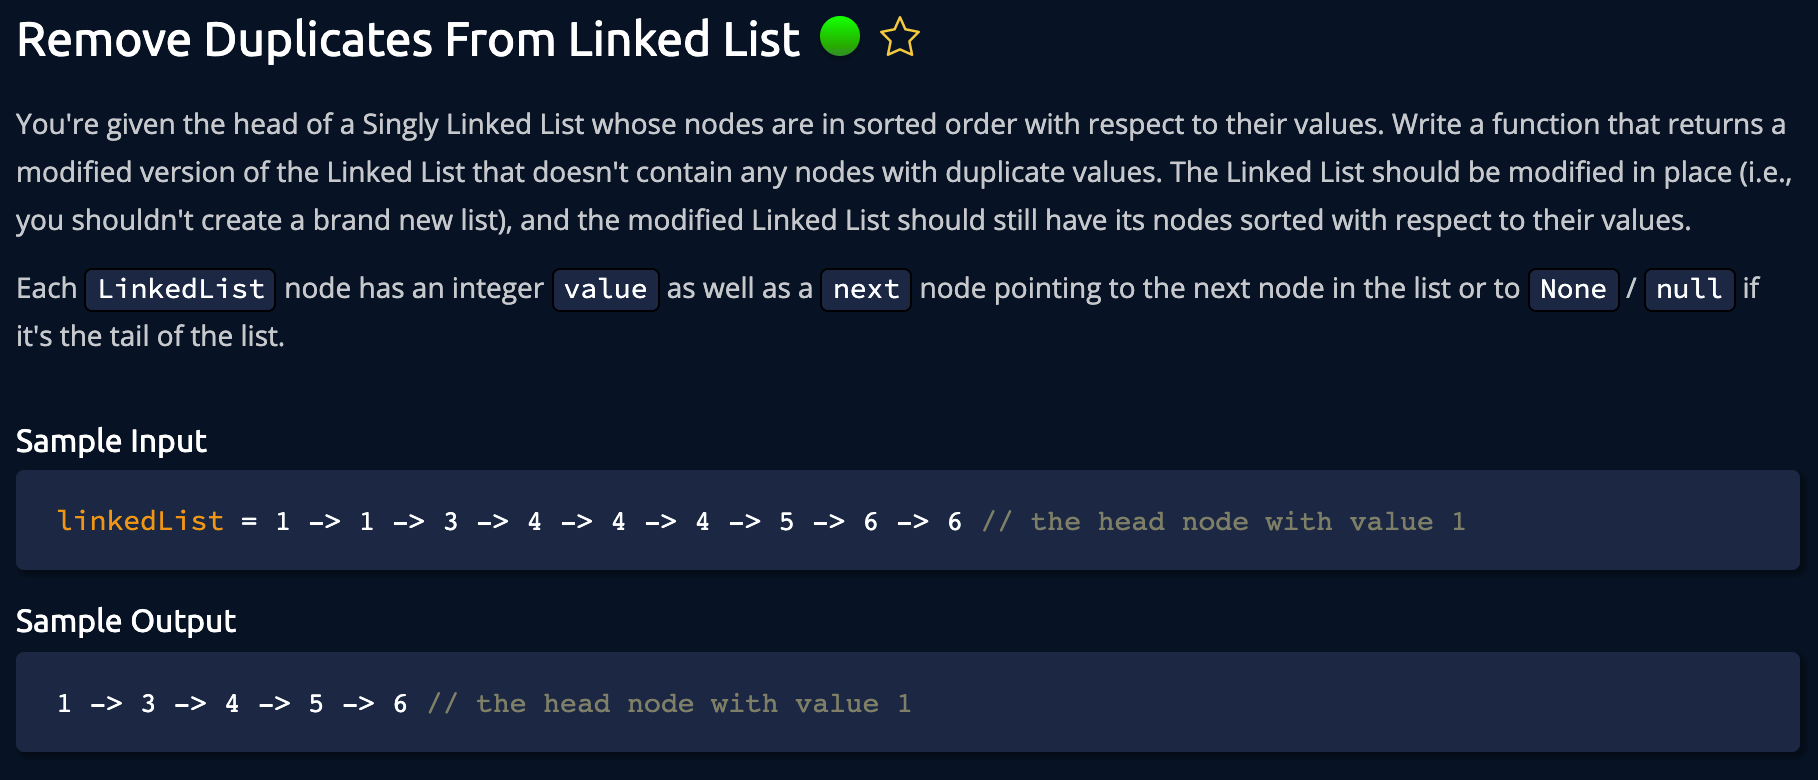 Remove Duplicates From Linked List
You're given the head of a Singly Linked List whose nodes are in sorted order with respect to their values. Write a function that returns a
modified version of the Linked List that doesn't contain any nodes with duplicate values. The Linked List should be modified in place (i.e.,
you shouldn't create a brand new list), and the modified Linked List should still have its nodes sorted with respect to their values.
Each LinkedList node has an integer value as well as a next node pointing to the next node in the list or to None / null if
it's the tail of the list.
Sample Input
linkedList = 1 -> 1 -> 3 -> 4 -> 4 -> 4 -> 5 -> 6 -> 6 // the head node with value 1
Sample Output
1 -> 3 -> 4 -> 5 -> 6 // the head node with value 1